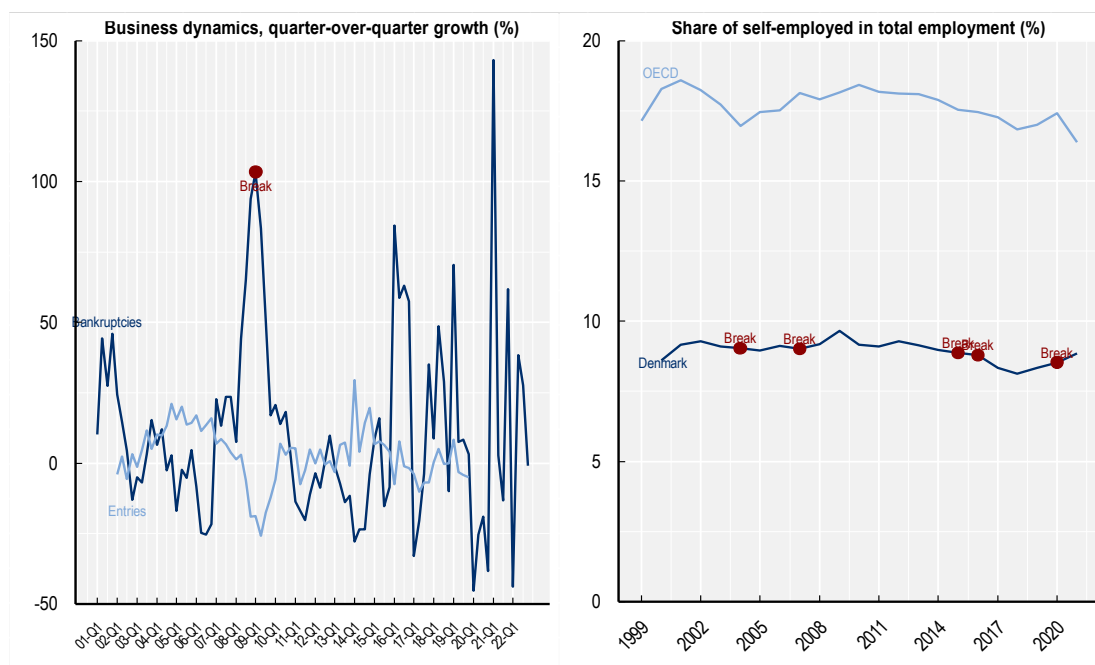 Business dynamics, quarter-over-quarter growth (%)
150
100
50
0
-50
Break
Bankruptcies
Entries
01-Q1
02-Q1
03-Q1
04-Q1
05-Q1
06-Q1
07-Q1
08-Q1
09-Q1
10-Q1
11-Q1
12-Q1
13-Q1
14-Q1
15-Q1
16-Q1
17-Q1
18-Q1
19-Q1
20-Q1
21-Q1
22-Q1
Share of self-employed in total employment (%)
20
15
10
5
0
OECD
Denmark
Break
Break
Break
Break
Break
1999
2002
2005
2008
2011
2014
2017
2020